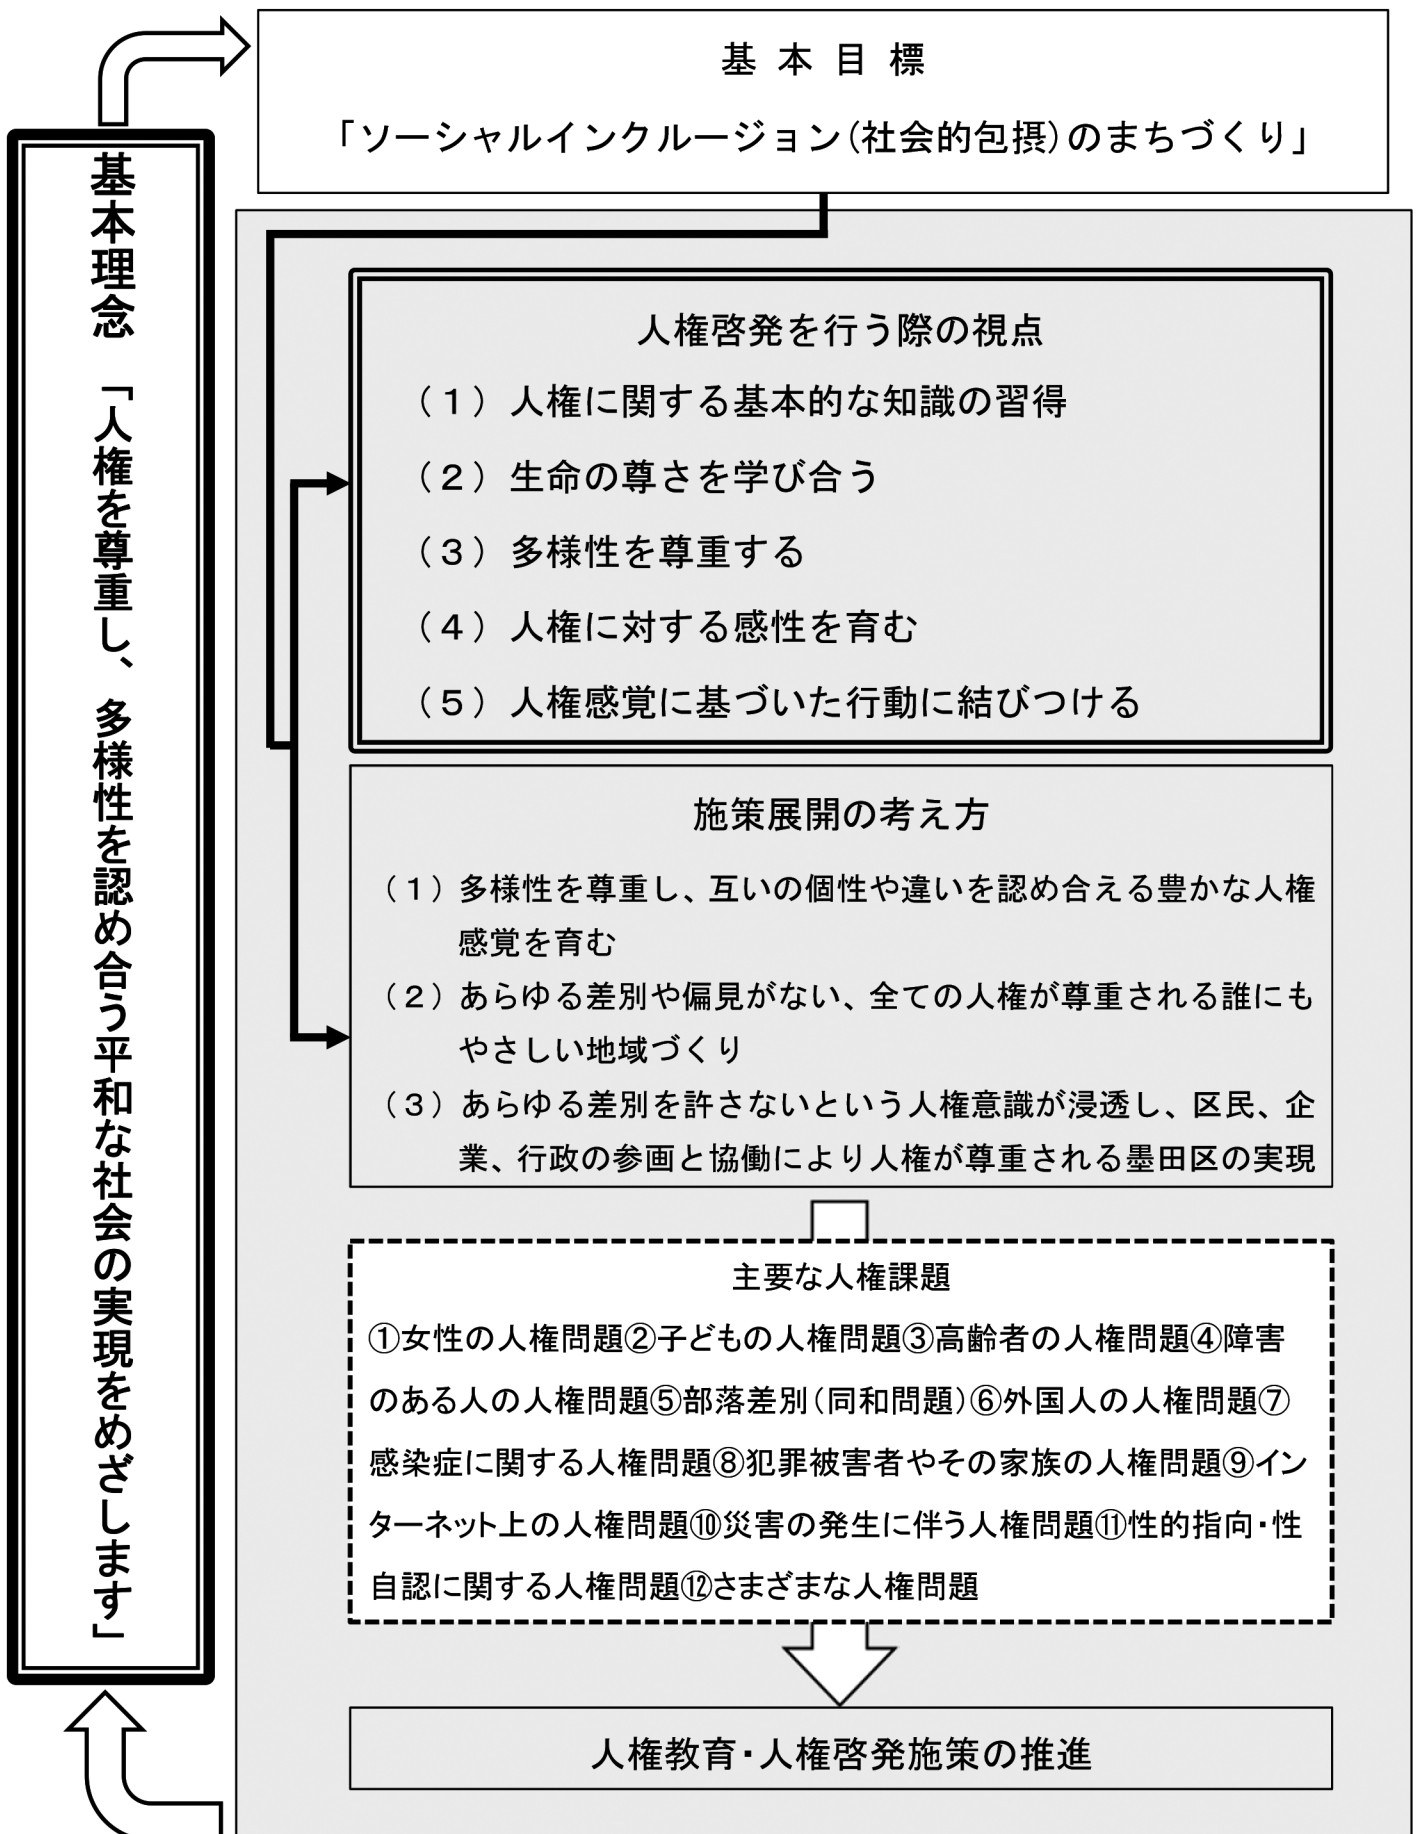 基本目標
「ソーシャルインクルージョン(社会的包摂)のまちづくり」
基本理念 「人権を尊重し、多様性を認め合う平和な社会の実現をめざします」
人権啓発を行う際の視点
（１）人権に関する基本的な知識の習得
（２）生命の尊さを学び合う
（３）多様性を尊重する
（４）人権に対する感性を育む
（５）人権感覚に基づいた行動に結びつける
施策展開の考え方
（１）多様性を尊重し、互いの個性や違いを認め合える豊かな人権
感覚を育む
（２）あらゆる差別や偏見がない、全ての人権が尊重される誰にも
やさしい地域づくり
（３）あらゆる差別を許さないという人権意識が浸透し、区民、企
業、行政の参画と協働により人権が尊重される墨田区の実現
主要な人権課題
①女性の人権問題②子どもの人権問題③高齢者の人権問題④障害
のある人の人権問題⑤部落差別(同和問題)⑥外国人の人権問題⑦
感染症に関する人権問題⑧犯罪被害者やその家族の人権問題⑨イン
ターネット上の人権問題⑩災害の発生に伴う人権問題⑪性的指向・性
自認に関する人権問題⑫さまざまな人権問題
人権教育・人権啓発施策の推進